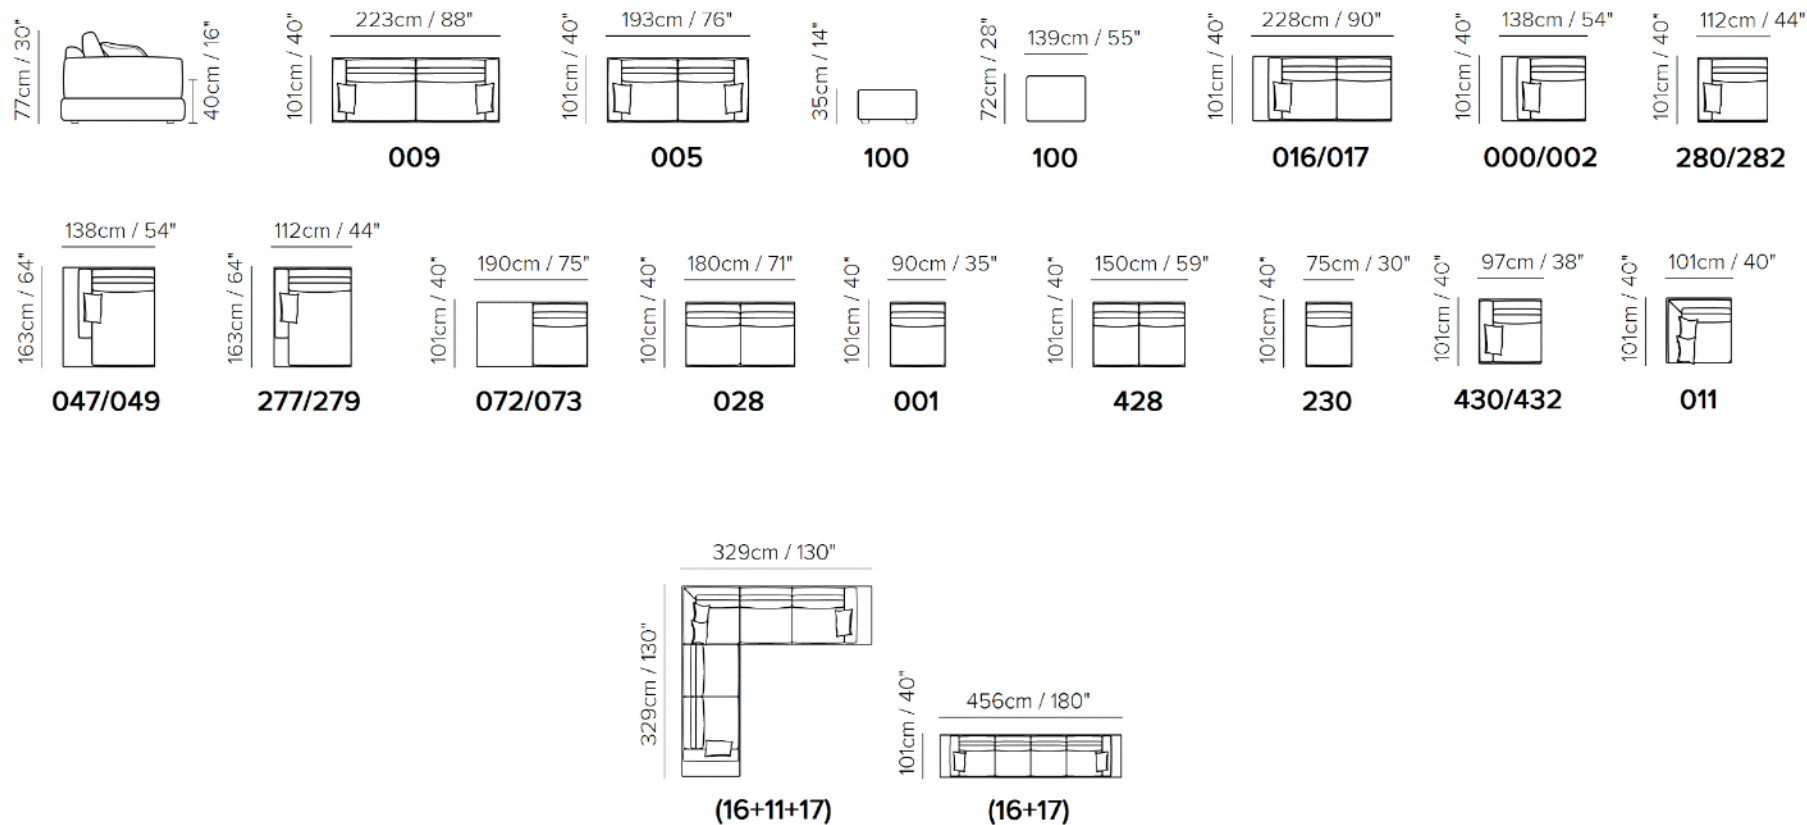 77cm / 30"
40cm / 16"
223cm / 88"
101cm / 40"
009
193cm / 76"
101cm / 40"
005
35cm / 14"
100
139cm / 55"
72cm / 28"
100
228cm / 90"
101cm / 40"
016/017
138cm / 54"
101cm / 40"
000/002
112cm / 44"
101cm / 40"
280/282
138cm / 54"
163cm / 64"
047/049
112cm / 44"
163cm / 64"
277/279
190cm / 75"
101cm / 40"
072/073
180cm / 71"
101cm / 40"
028
90cm / 35"
101cm / 40"
001
150cm / 59"
101cm / 40"
428
75cm / 30"
101cm / 40"
230
97cm / 38"
101cm / 40"
430/432
101cm / 40"
101cm / 40"
011
329cm / 130"
329cm / 130"
(16+11+17)
456cm / 180"
101cm / 40"
(16+17)